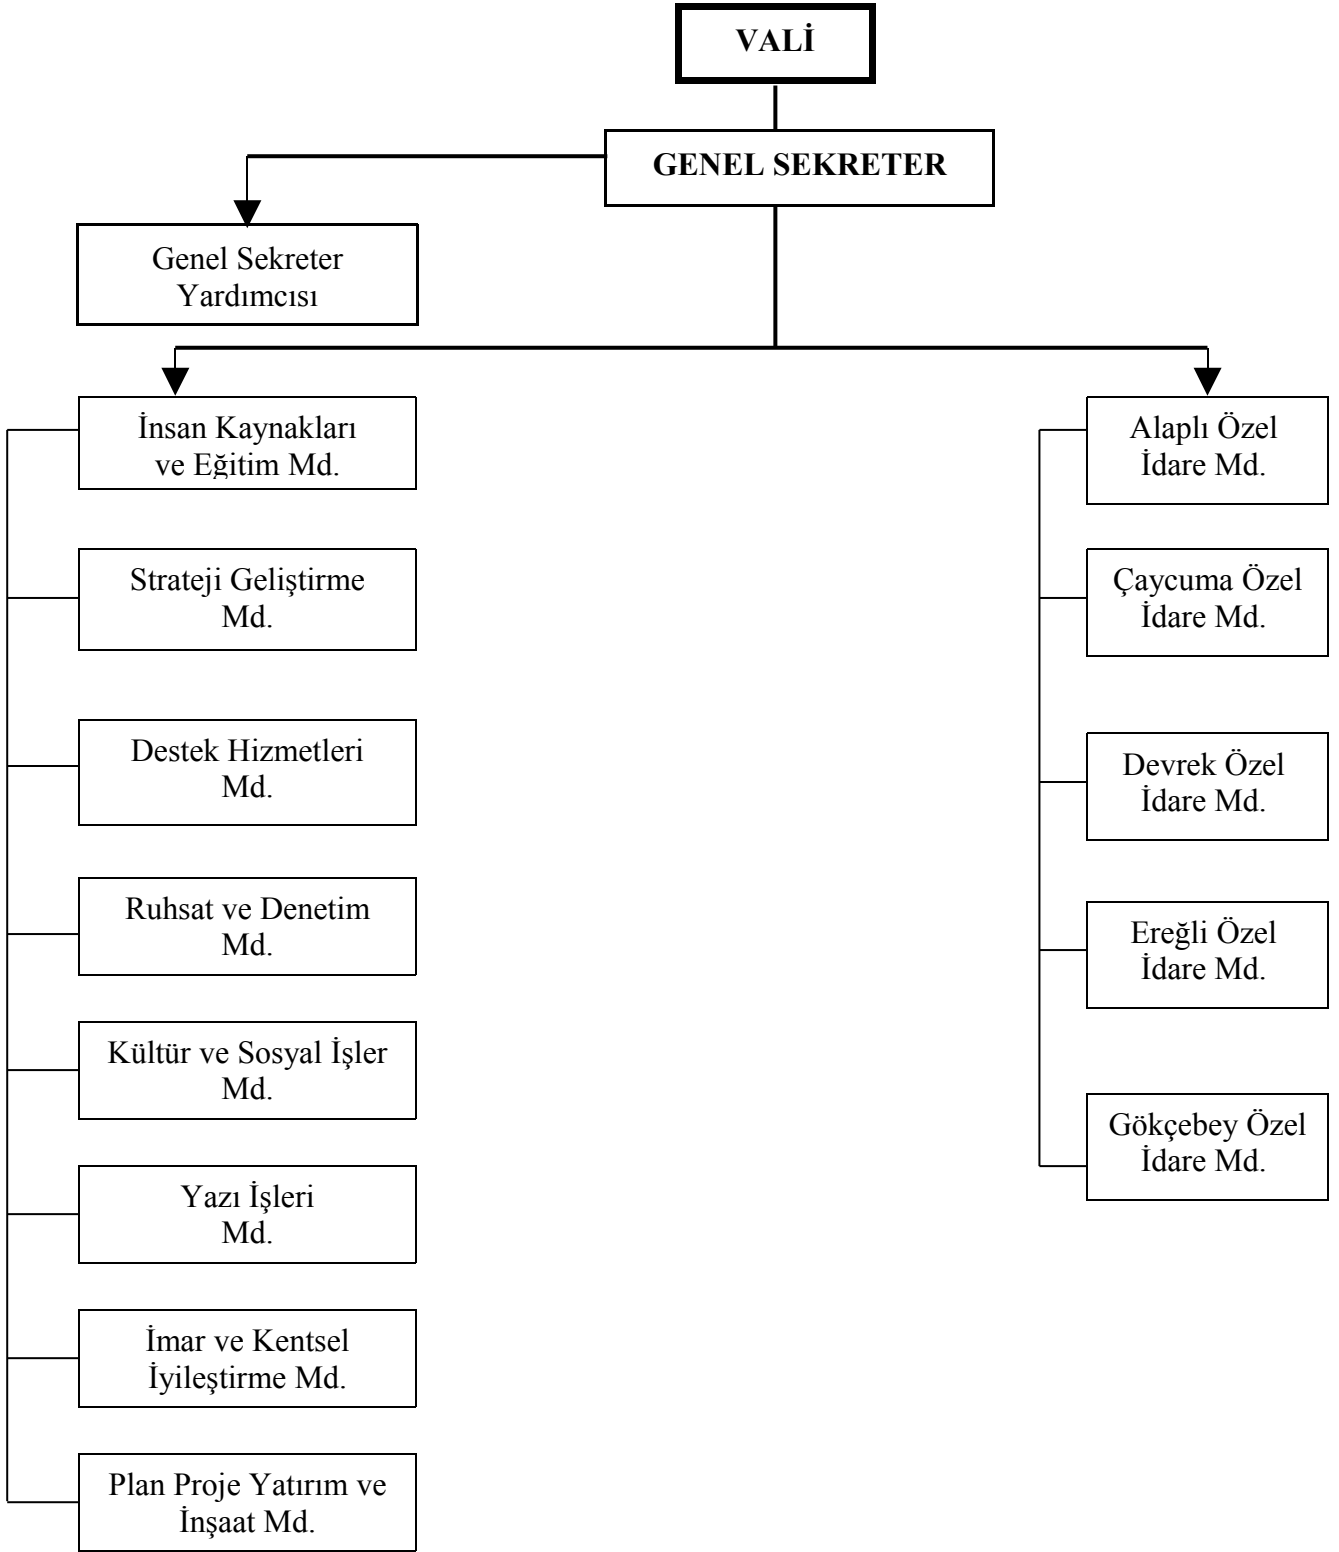 VALİ
GENEL SEKRETER
Genel Sekreter
Yardımcısı
İnsan Kaynakları
ve Eğitim Md.
Strateji Geliştirme
Md.
Destek Hizmetleri
Md.
Ruhsat ve Denetim
Md.
Kültür ve Sosyal İşler
Md.
Yazı İşleri
Md.
İmar ve Kentsel
İyileştirme Md.
Plan Proje Yatırım ve
İnşaat Md.
Alaplı Özel
İdare Md.
Çaycuma Özel
İdare Md.
Devrek Özel
İdare Md.
Ereğli Özel
İdare Md.
Gökçebey Özel
İdare Md.